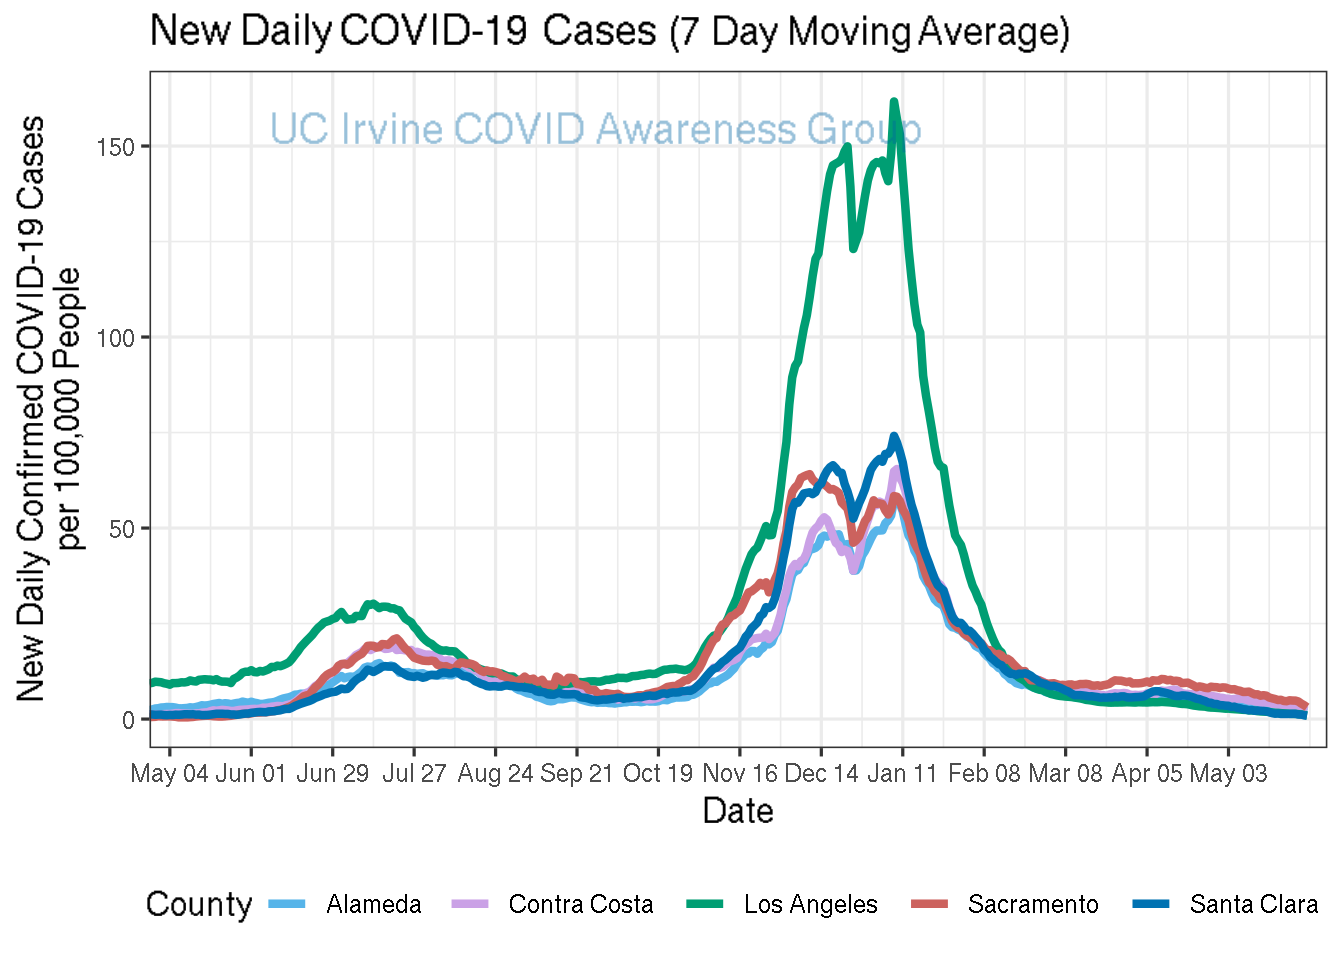 New Daily COVID-19 Cases (7 Day Moving Average)
UC Irvine COVID Awareness Group
New Daily Confirmed COVID-19 Cases
per 100,000 People
150
100
50
0
May 04 Jun 01 Jun 29 Jul 27 Aug 24 Sep 21 Oct 19 Nov 16 Dec 14 Jan 11 Feb 08 Mar 08 Apr 05 May 03
Date
County Alameda Contra Costa Los Angeles Sacramento Santa Clara